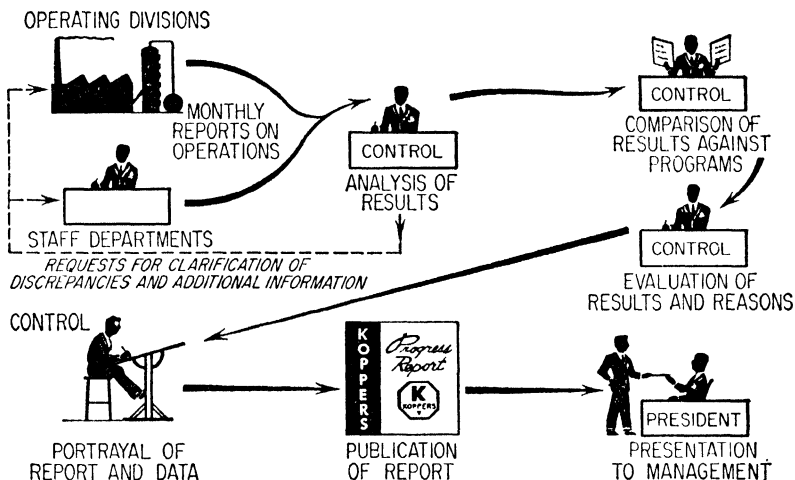 OPERATING DIVISIONS
MONTHLY
REPORTS ON
OPERATIONS
STAFF DEPARTMENTS
CONTROL
ANALYSIS OF
RESULTS
REQUESTS FOR CLARIFICATION OF
DISCREPANCIES AND ADDITIONAL INFORMATION
CONTROL
COMPARISON OF
RESULTS AGAINST
PROGRAMS
CONTROL
EVALUATION OF
RESULTS AND REASONS
CONTROL
PORTRAYAL OF
REPORT AND DATA
KOPPERS
Progress
Report
K
KOPPERS
PUBLICATION
OF REPORT
PRESIDENT
PRESENTATION
TO MANAGEMENT